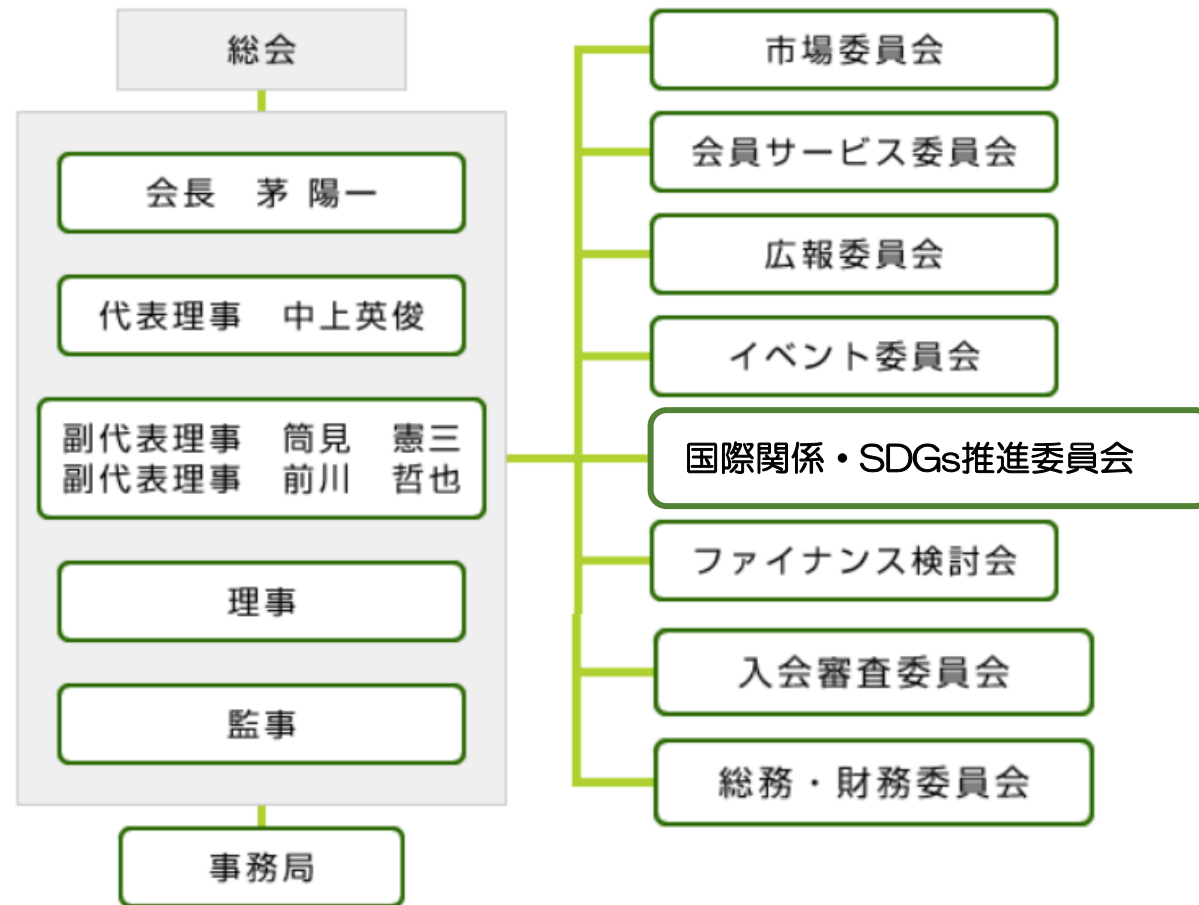 総会
会長　茅 陽一
代表理事　中上英俊
副代表理事　筒見　憲三
副代表理事　前川　哲也
理事
監事
事務局
市場委員会
会員サービス委員会
広報委員会
イベント委員会
国際関係・SDGs推進委員会
ファイナンス検討会
入会審査委員会
総務・財務委員会